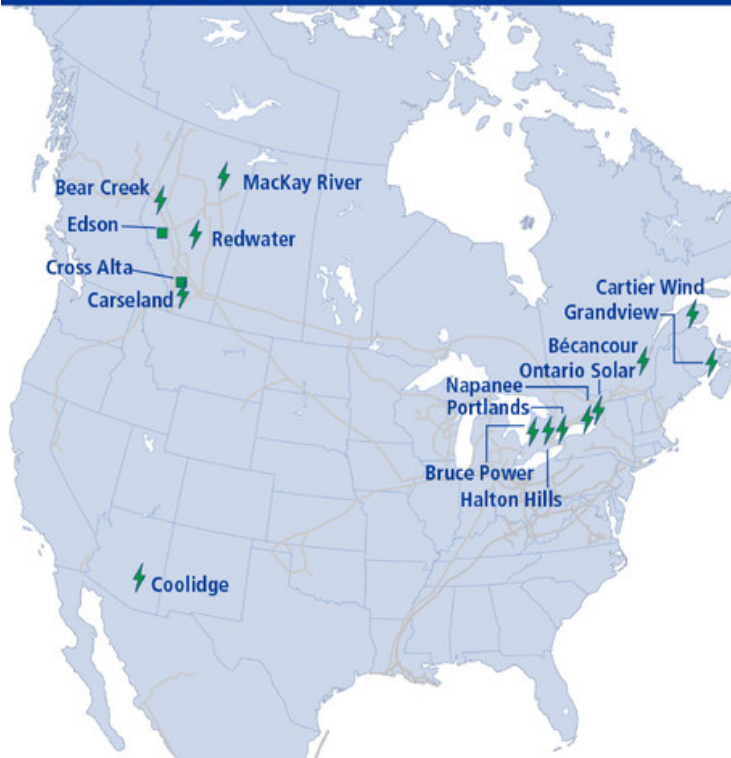 MacKay River
Bear Creek
Edson
Redwater
Cross Alta
Carseland
Cartier Wind
Grandview
Bécancour
Ontario Solar
Napanee
Portlands
Bruce Power
Halton Hills
Coolidge